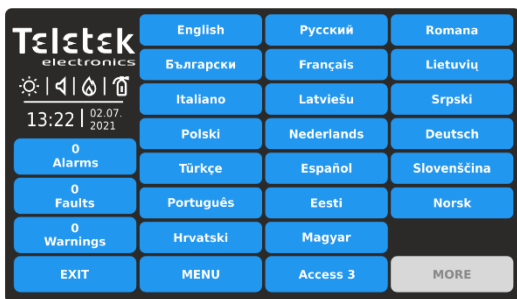 Teletek
electronics
13:22 02.07.
2021
0
Alarms
0
Faults
0
Warnings
EXIT
English Русский Romana
Български Français Lietuvių
Italiano Latviešu Srpski
Polski Nederlands Deutsch
Türkçe Español Slovenščina
Português Eesti Norsk
Hrvatski Magyar
MENU Access 3 MORE